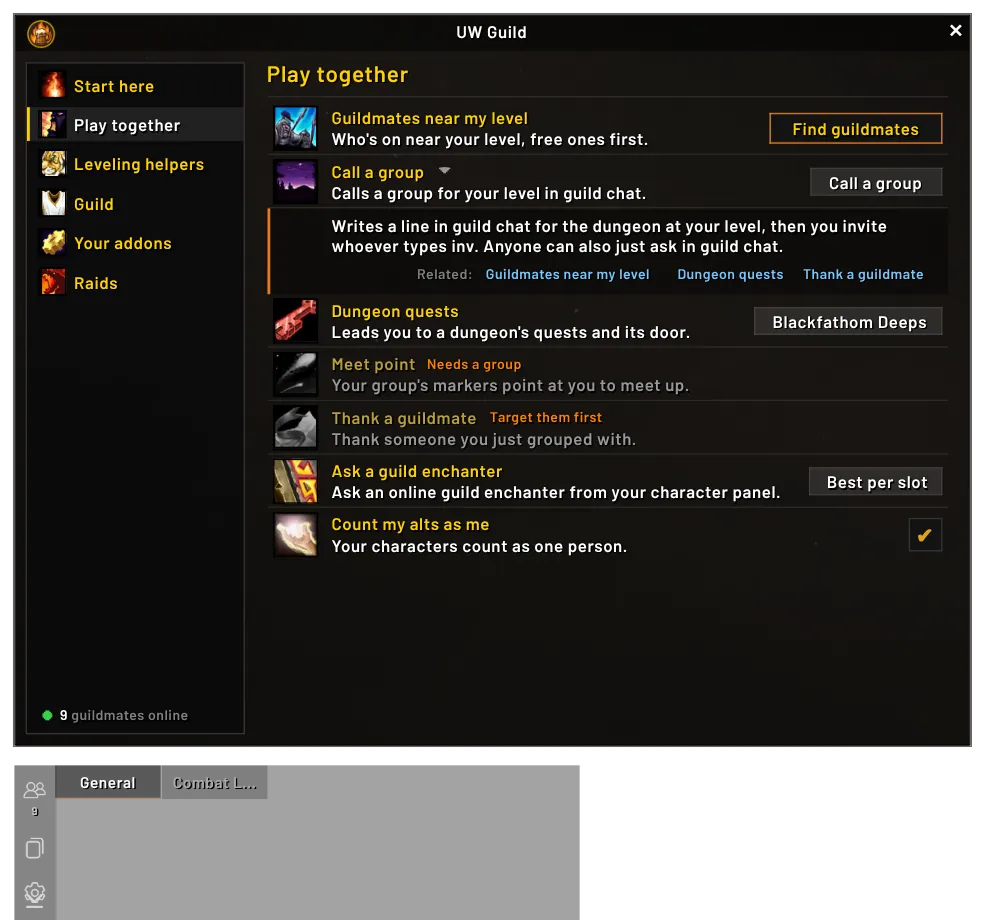 UW Guild
Start here
Play together
Leveling helpers
Guild
Your addons
Raids
9 guildmates online
Play together
Guildmates near my level
Who's on near your level, free ones first.
Find guildmates
Call a group
Calls a group for your level in guild chat.
Call a group
Writes a line in guild chat for the dungeon at your level, then you invite
whoever types inv. Anyone can also just ask in guild chat.
Related: Guildmates near my level Dungeon quests Thank a guildmate
Dungeon quests
Leads you to a dungeon's quests and its door.
Blackfathom Deeps
Meet point Needs a group
Your group's markers point at you to meet up.
Thank a guildmate Target them first
Thank someone you just grouped with.
Ask a guild enchanter
Ask an online guild enchanter from your character panel.
Best per slot
Count my alts as me
Your characters count as one person.
General
Combat L...
9